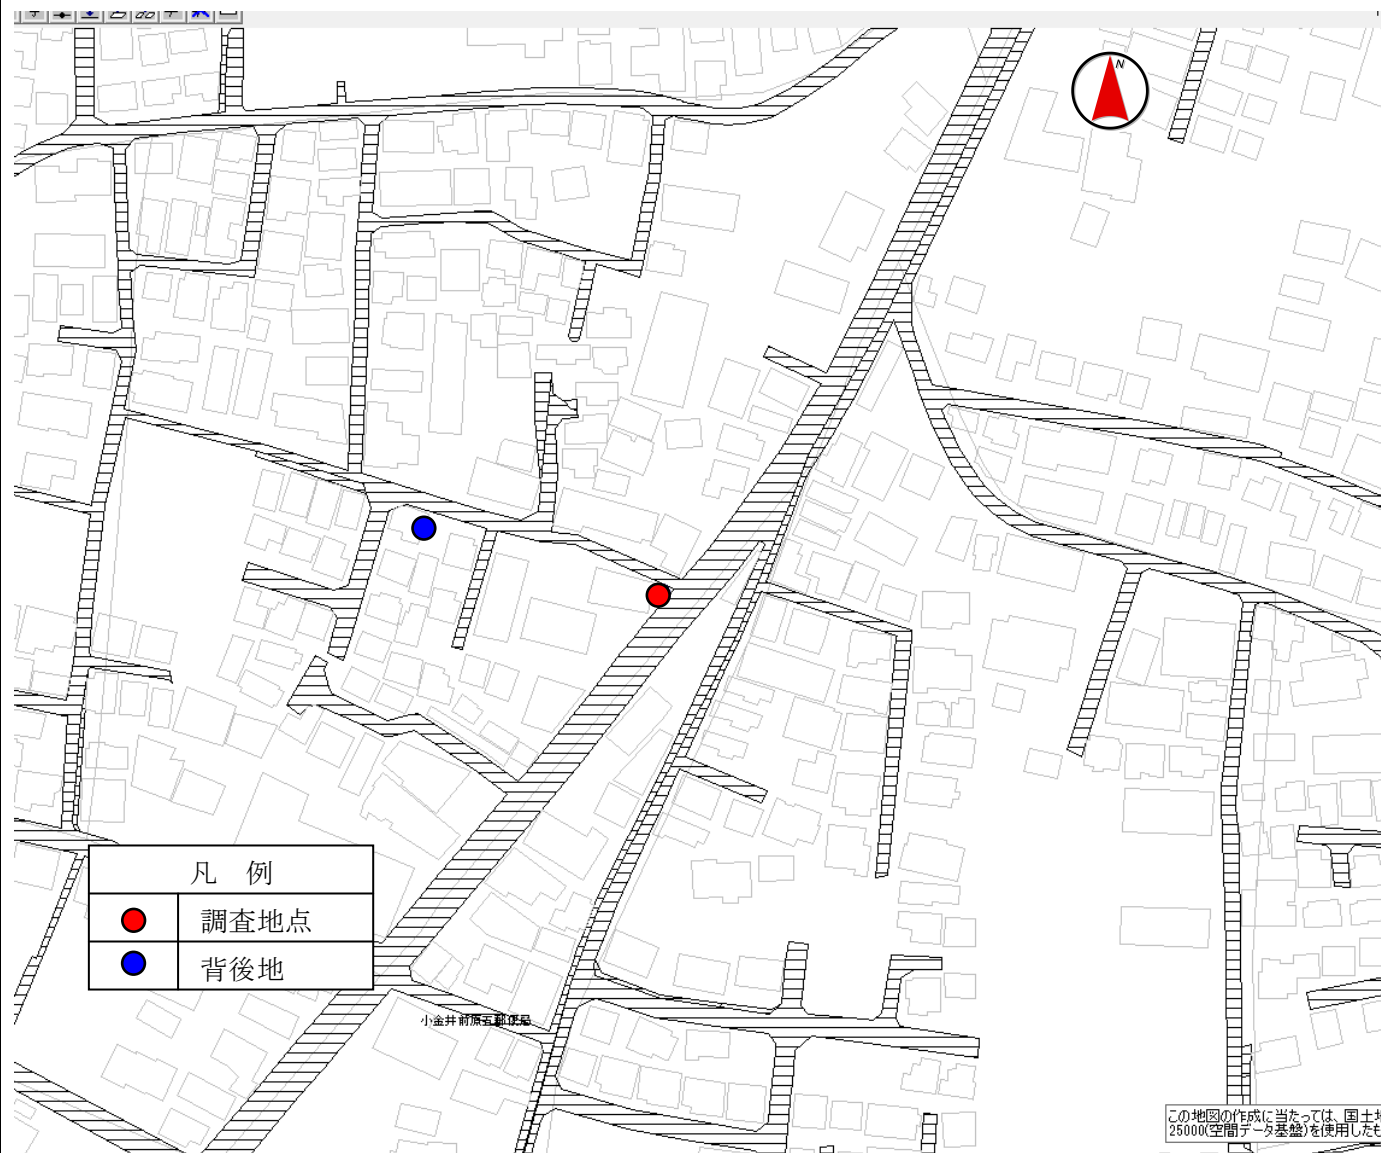 N
凡 例
調査地点
背後地
小金井前原五郵便局
この地図の作成に当たっては、国土地
25000(空間データ基盤)を使用したも